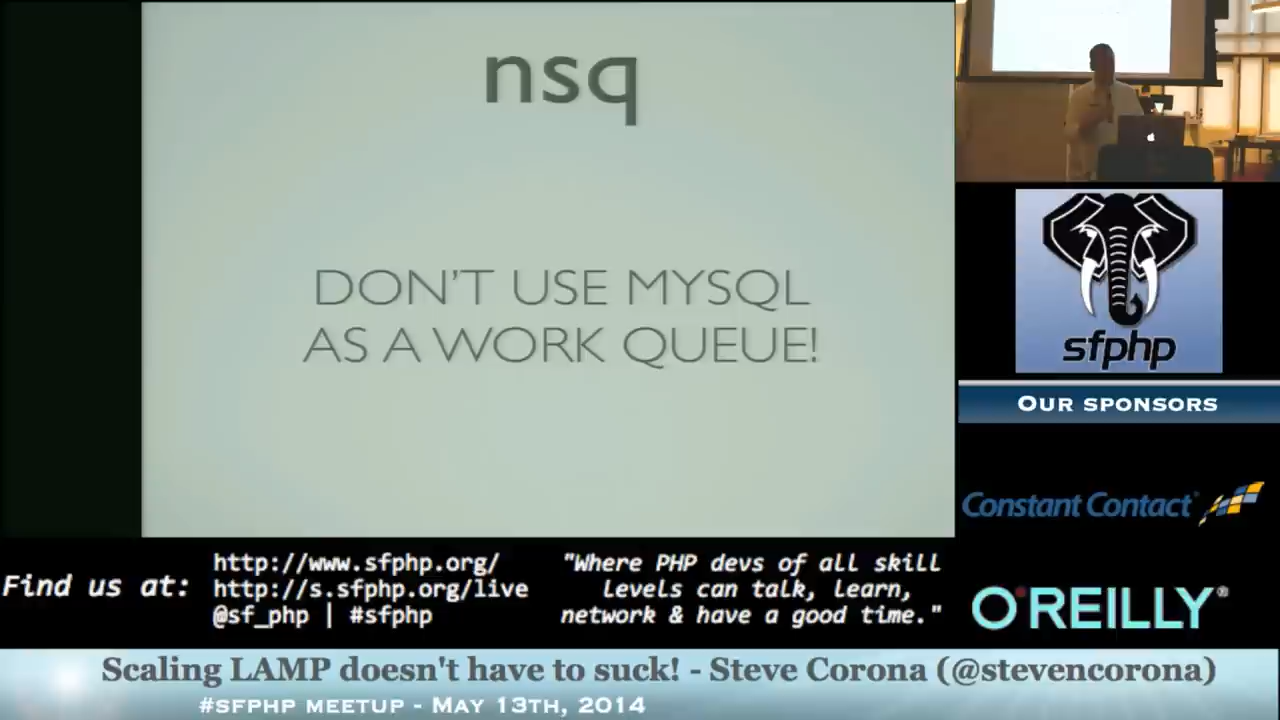 nsq
DON'T USE MYSQL
AS A WORK QUEUE!
sfphp
OUR SPONSORS
Constant Contact®
O'REILLY®
Find us at:
http://www.sfphp.org/
http://s.sfphp.org/live
@sf_php | #sfphp
"Where PHP devs of all skill
Levels can talk, learn,
network & have a good time."
Scaling LAMP doesn't have to suck! - Steve Corona (@stevencorona)
#SFPHP MEETUP - MAY 13TH, 2014